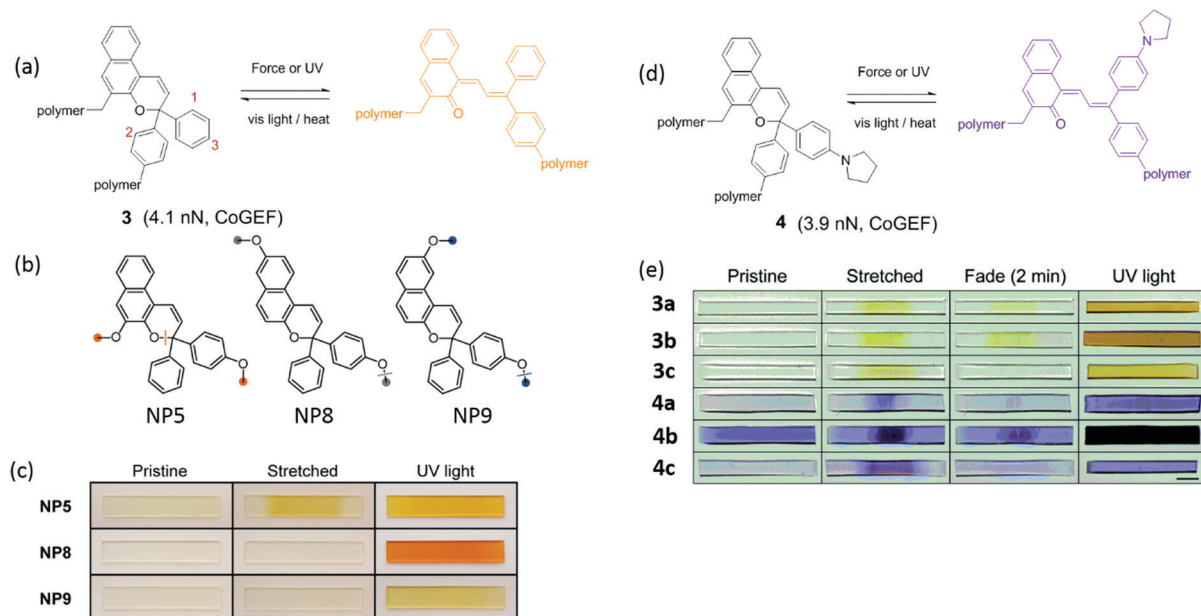 (a)
polymer
O
1
2
3
polymer
Force or UV
vis light / heat
polymer
O
polymer
3 (4.1 nN, CoGEF)
(b)
O
O
O
NP5
O
O
O
NP8
O
O
O
NP9
(c)
Pristine
Stretched
UV light
NP5
NP8
NP9
(d)
polymer
O
N
polymer
Force or UV
vis light / heat
N
polymer
O
polymer
4 (3.9 nN, CoGEF)
(e)
Pristine
Stretched
Fade (2 min)
UV light
3a
3b
3c
4a
4b
4c